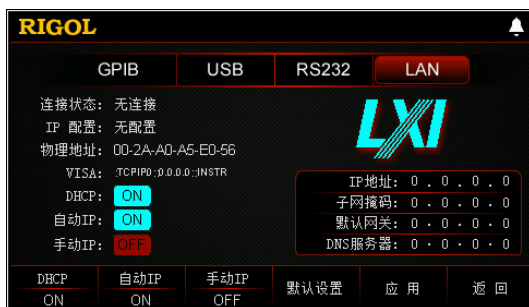 RIGOL
GPIB USB RS232 LAN
连接状态: 无连接
IP 配置: 无配置
物理地址: 00-2A-A0-A5-E0-56
VISA: :TCPIP0::0.0.0.0::INSTR
DHCP: ON
自动IP: ON
手动IP: OFF
LXI
IP地址: 0 . 0 . 0 . 0
子网掩码: 0 . 0 . 0 . 0
默认网关: 0 . 0 . 0 . 0
DNS服务器: 0 . 0 . 0 . 0
DHCP 自动IP 手动IP 默认设置 应 用 返 回
ON ON OFF